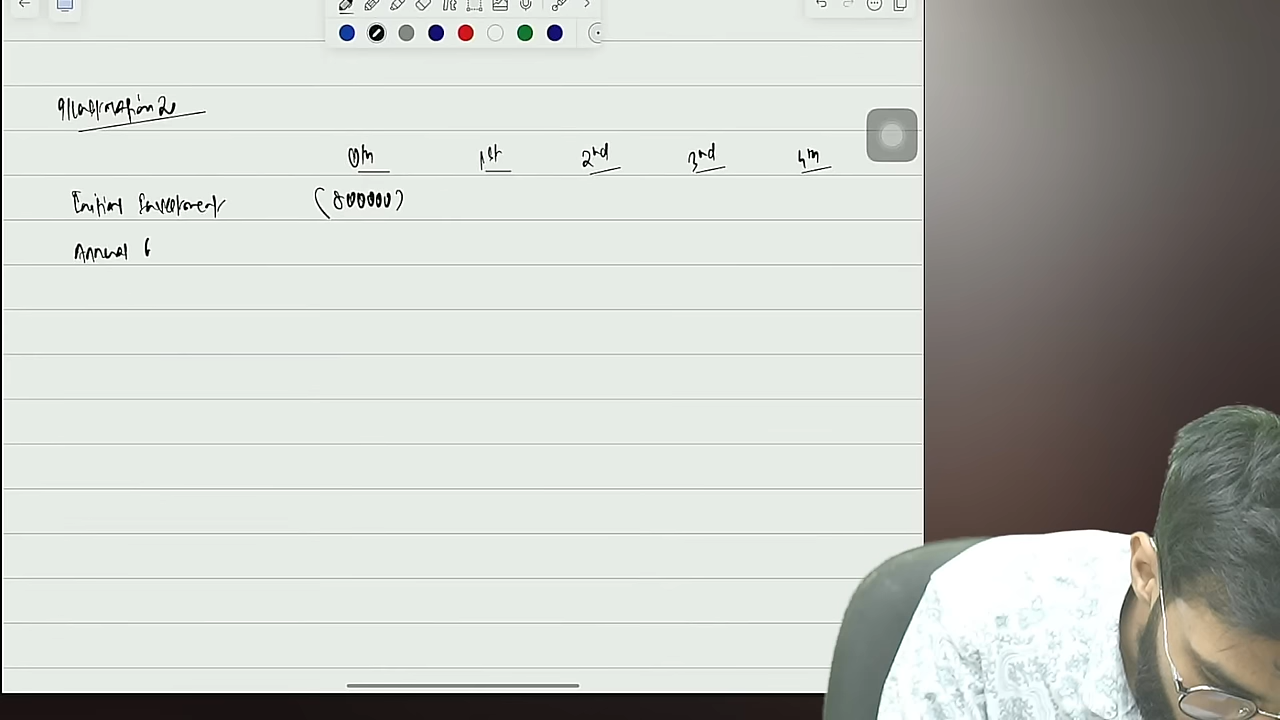 Illustration 2
0th 1st 2nd 3rd 4th
Initial Investment (800000)
Annual